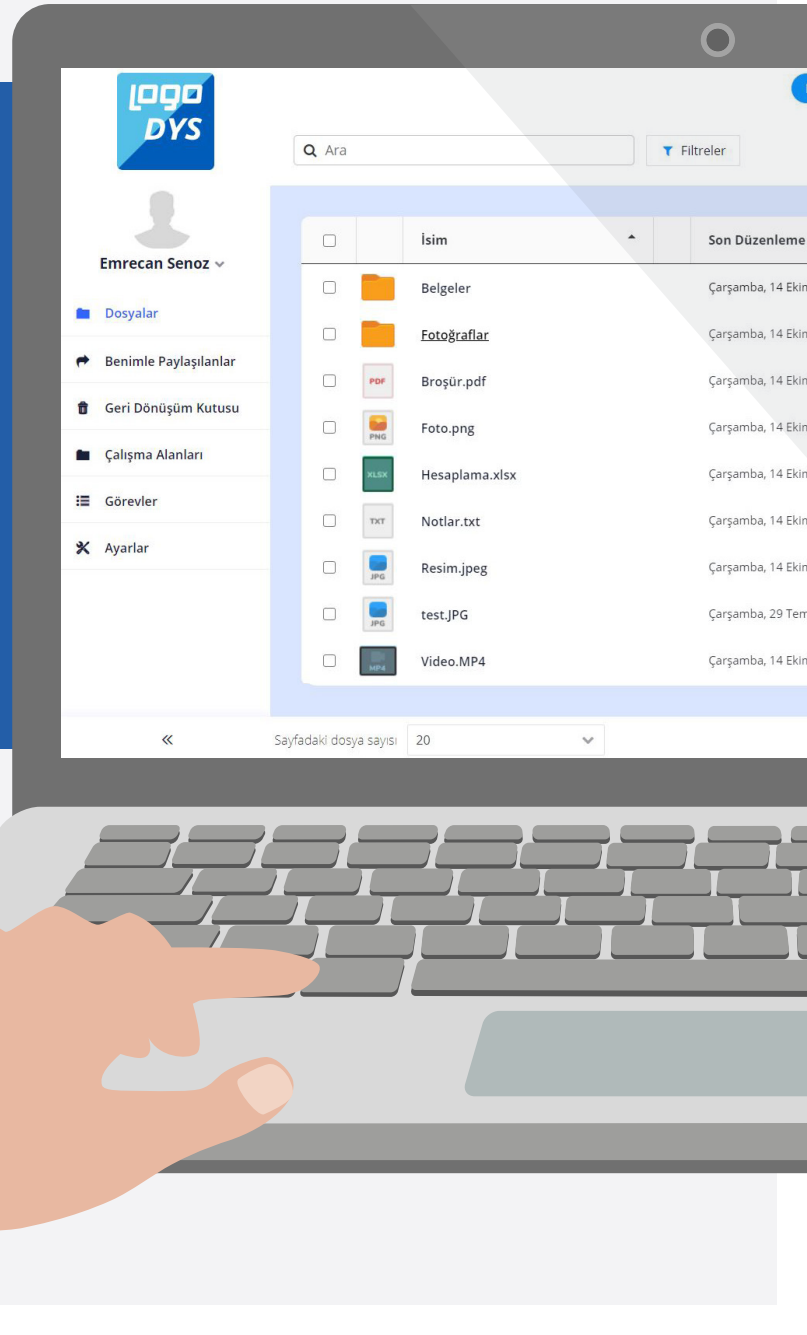 Logo
DYS
Ara
Filtreler
Emrecan Senoz
Dosyalar
Benimle Paylaşılanlar
Geri Dönüşüm Kutusu
Çalışma Alanları
Görevler
Ayarlar
İsim
Son Düzenleme
Belgeler
Çarşamba, 14 Ekim
Fotoğraflar
Çarşamba, 14 Ekim
PDF
Broşür.pdf
Çarşamba, 14 Ekim
PNG
Foto.png
Çarşamba, 14 Ekim
XLSX
Hesaplama.xlsx
Çarşamba, 14 Ekim
TXT
Notlar.txt
Çarşamba, 14 Ekim
JPG
Resim.jpeg
Çarşamba, 14 Ekim
JPG
test.JPG
Çarşamba, 29 Tem
MP4
Video.MP4
Çarşamba, 14 Ekim
Sayfadaki dosya sayısı 20